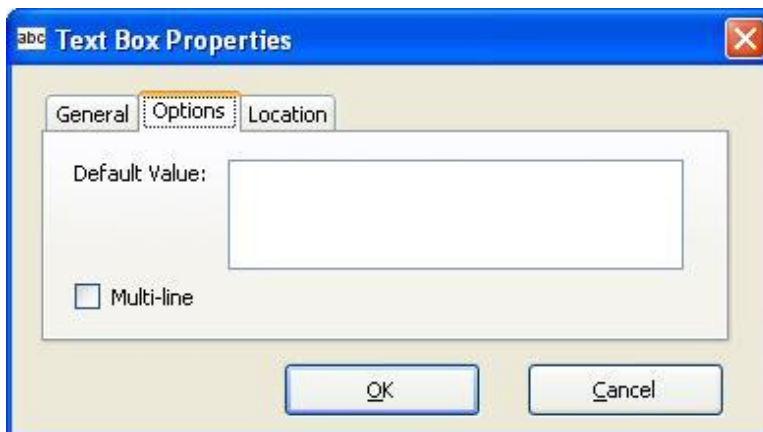 abc Text Box Properties
General Options Location
Default Value:
Multi-line
OK Cancel